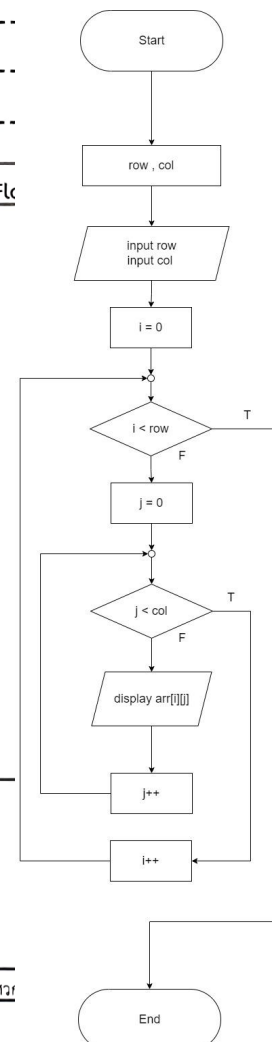 Start
row , col
input row
input col
i = 0
i < row
T
F
j = 0
j < col
T
F
display arr[i][j]
j++
i++
End